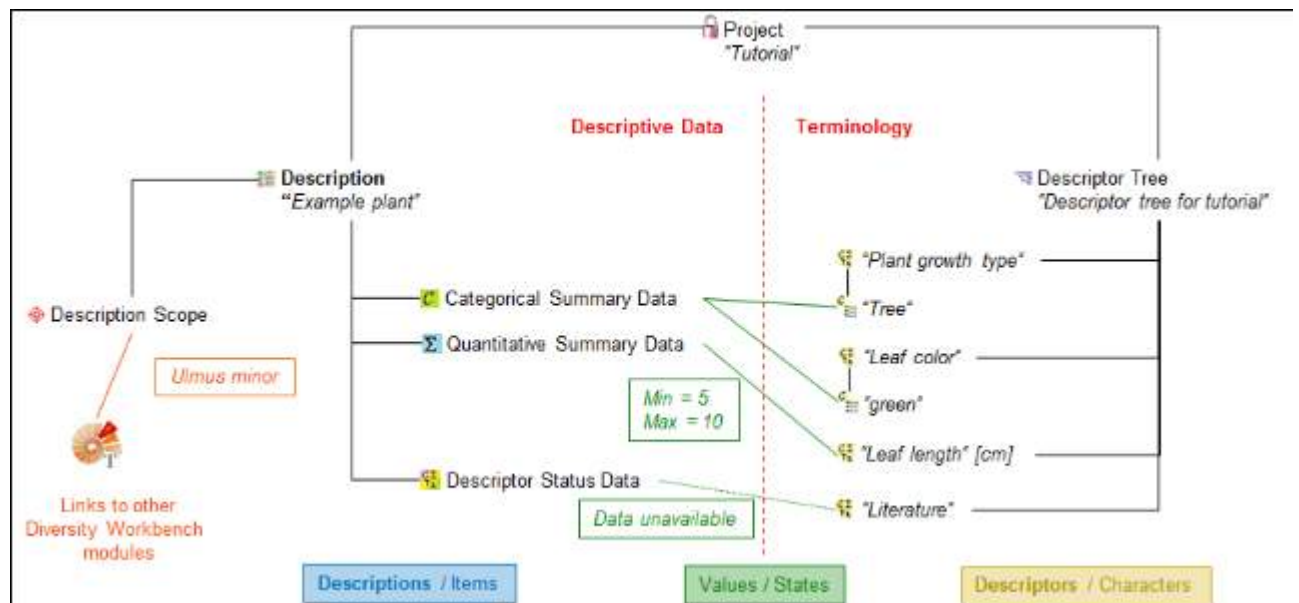 Project
"Tutorial"
Descriptive Data
Terminology
Description
"Example plant"
Descriptor Tree
"Descriptor tree for tutorial"
"Plant growth type"
Categorical Summary Data
"Tree"
Description Scope
Quantitative Summary Data
"Leaf color"
Ulmus minor
Min = 5
Max = 10
"green"
"Leaf length" [cm]
Descriptor Status Data
"Literature"
Data unavailable
Links to other
Diversity Workbench
modules
Descriptions / Items
Values / States
Descriptors / Characters